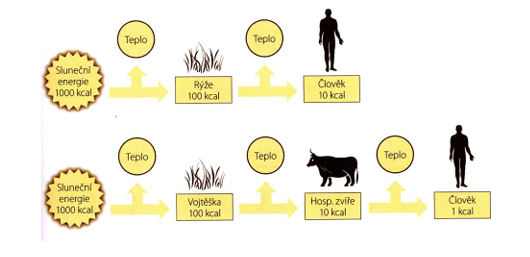 Teplo
Teplo
Sluneční
energie
1000 kcal
Rýže
100 kcal
Člověk
10 kcal
Teplo
Teplo
Teplo
Sluneční
energie
1000 kcal
Vojtěška
100 kcal
Hosp. zvíře
10 kcal
Člověk
1 kcal